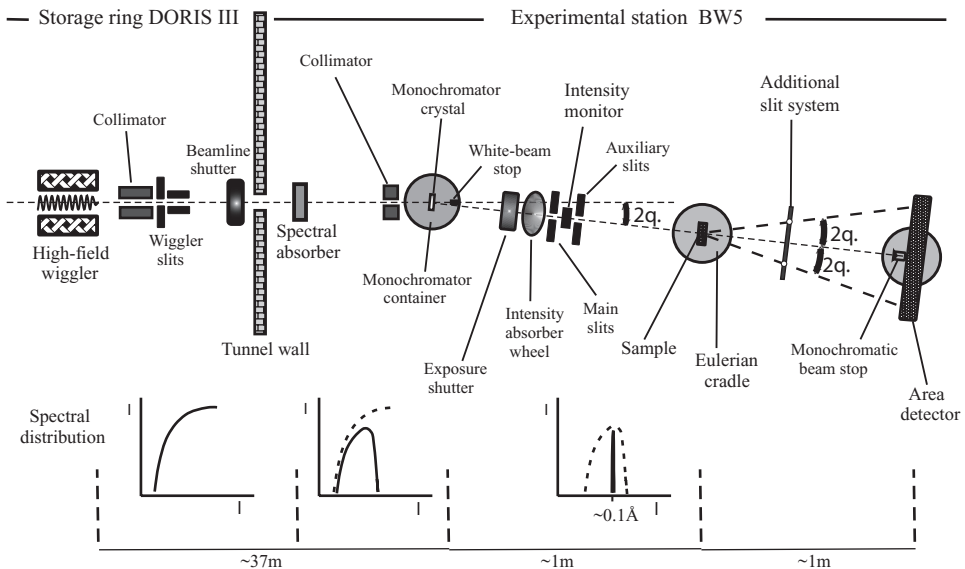 Storage ring DORIS III
Experimental station BW5
Collimator
Beamline
shutter
Collimator
Monochromator
crystal
White-beam
stop
Intensity
monitor
Auxiliary
slits
Additional
slit system
High-field
wiggler
Wiggler
slits
Spectral
absorber
Monochromator
container
Tunnel wall
Exposure
shutter
Intensity
absorber
wheel
Main
slits
2q.
Sample
Eulerian
cradle
2q.
2q.
Monochromatic
beam stop
Area
detector
Spectral
distribution
I
I
I
I
I
I
~0.1Å
~37m
~1m
~1m